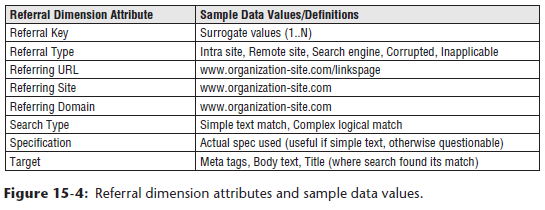 Referral Dimension Attribute Sample Data Values/Definitions
Referral Key Surrogate values (1..N)
Referral Type Intra site, Remote site, Search engine, Corrupted, Inapplicable
Referring URL www.organization-site.com/linkspage
Referring Site www.organization-site.com
Referring Domain www.organization-site.com
Search Type Simple text match, Complex logical match
Specification Actual spec used (useful if simple text, otherwise questionable)
Target Meta tags, Body text, Title (where search found its match)
Figure 15-4: Referral dimension attributes and sample data values.